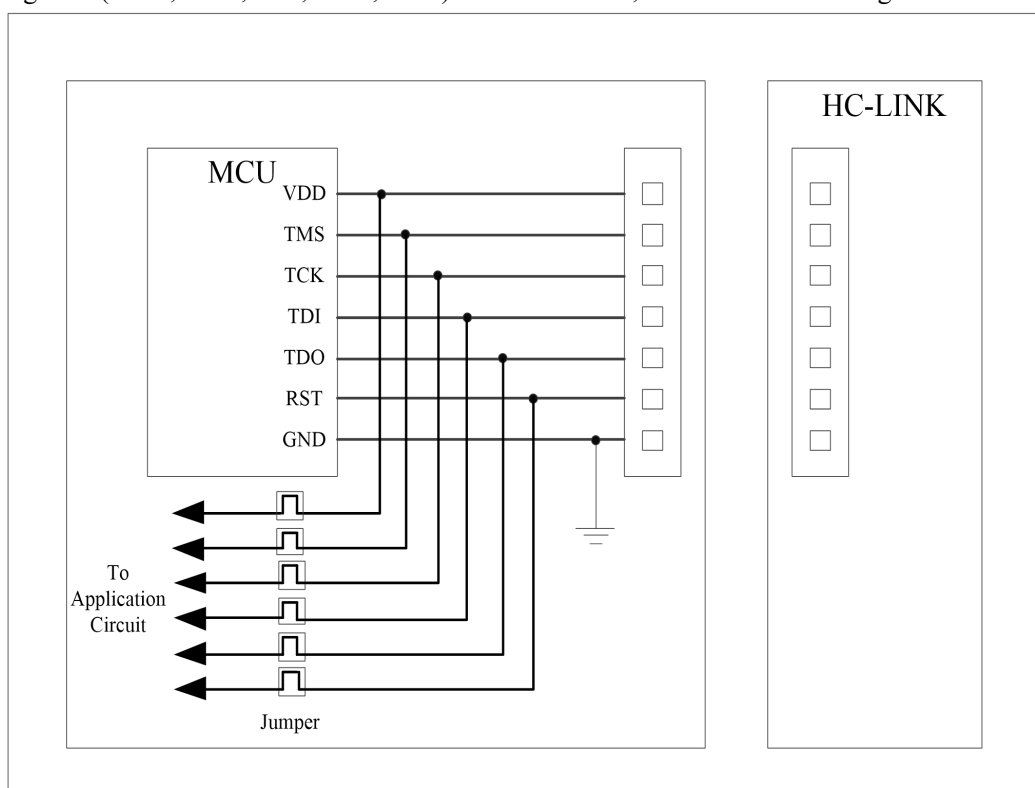 HC-LINK
MCU
VDD
TMS
TCK
TDI
TDO
RST
GND
To
Application
Circuit
Jumper